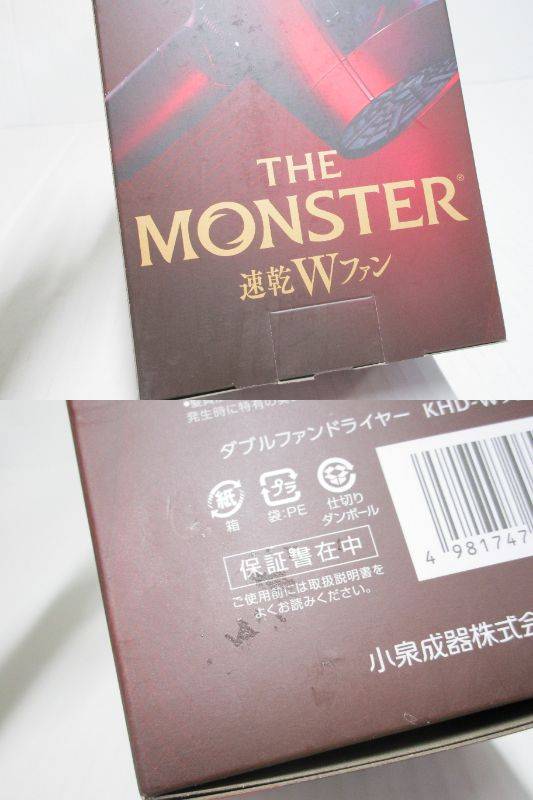 THE
MONSTER®
速乾Wファン
発生時に特有の
ダブルファンドライヤー KHD-W
紙 プラ
箱 袋:PE 仕切り
ダンボール
保証書在中
ご使用前には取扱説明書を
よくお読みください。
4 981747
小泉成器株式会